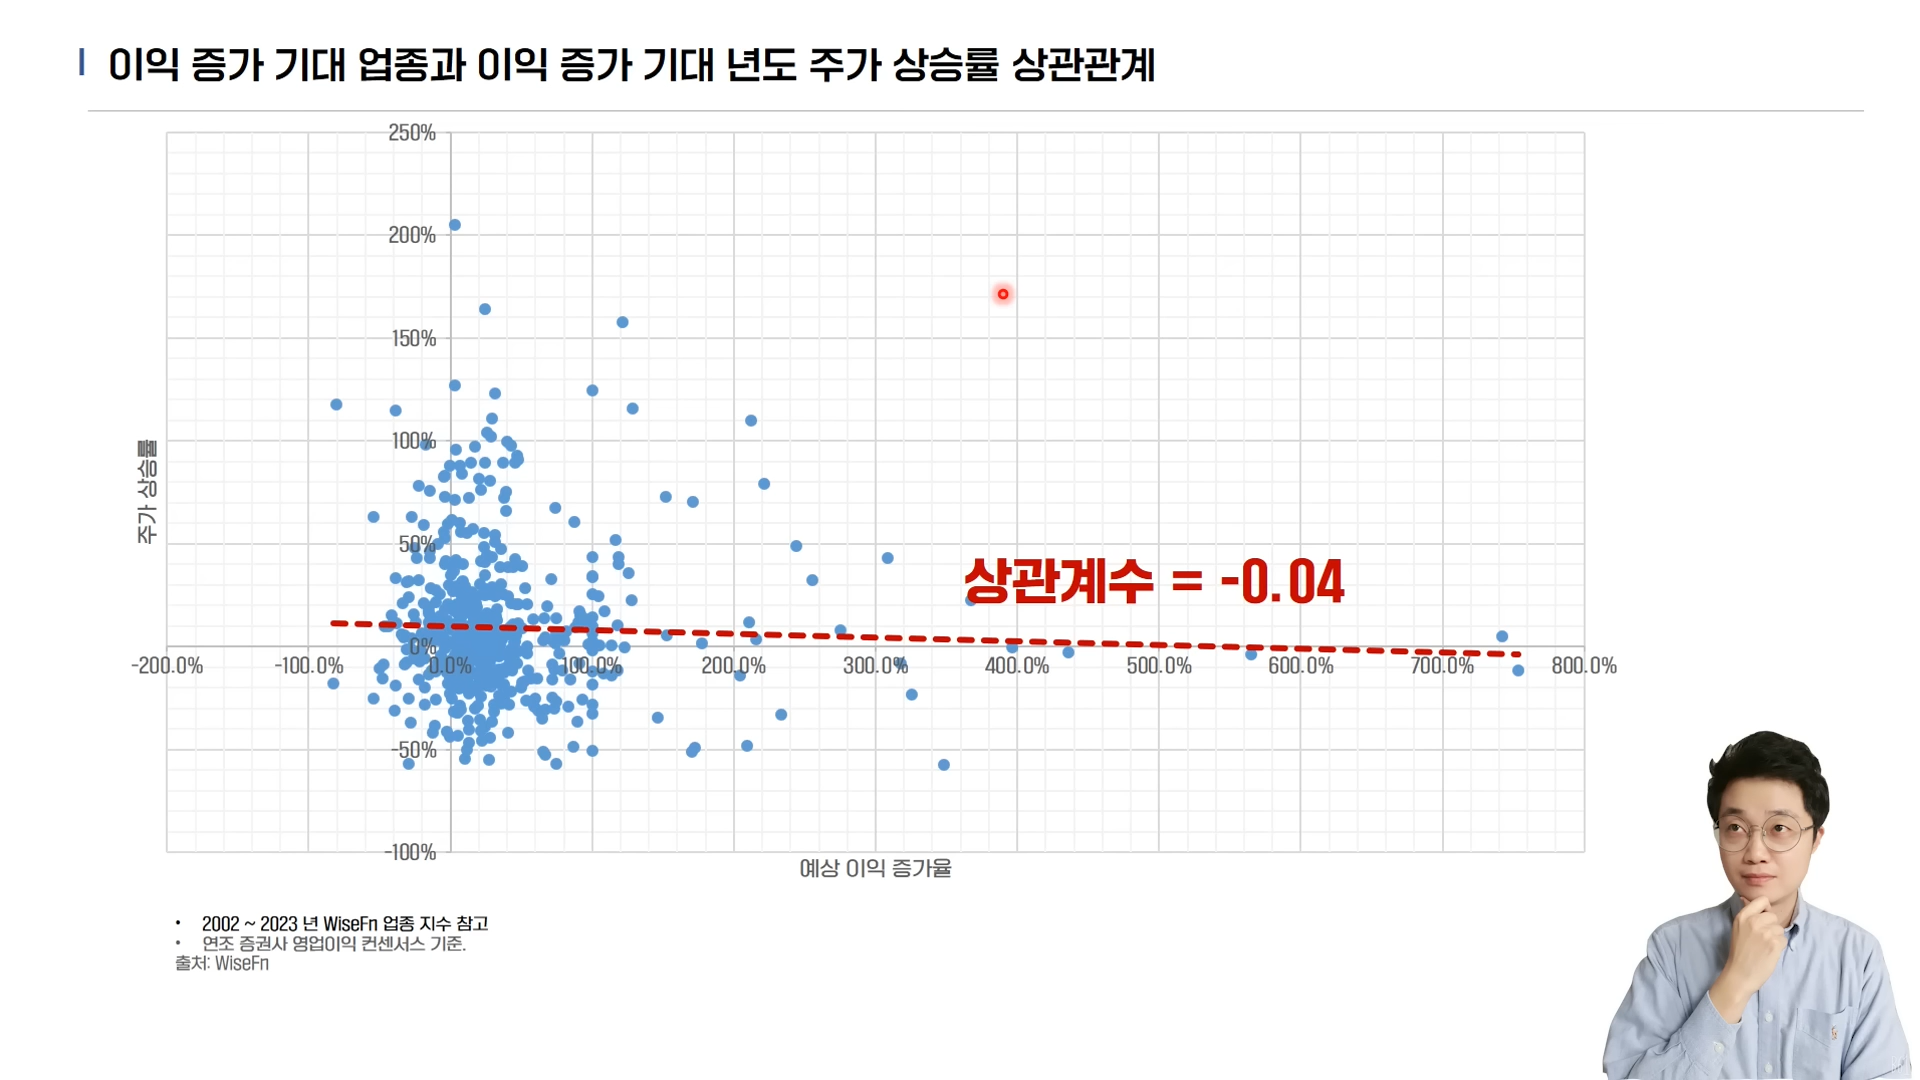 이익 증가 기대 업종과 이익 증가 기대 년도 주가 상승률 상관관계
250%
200%
150%
100%
50%
0%
-50%
-100%
-200.0%
-100.0%
0.0%
100.0%
200.0%
300.0%
400.0%
500.0%
600.0%
700.0%
800.0%
주가 상승률
예상 이익 증가율
상관계수 = -0.04
• 2002 ~ 2023 년 WiseFn 업종 지수 참고
• 연조 증권사 영업이익 컨센서스 기준.
출처: WiseFn